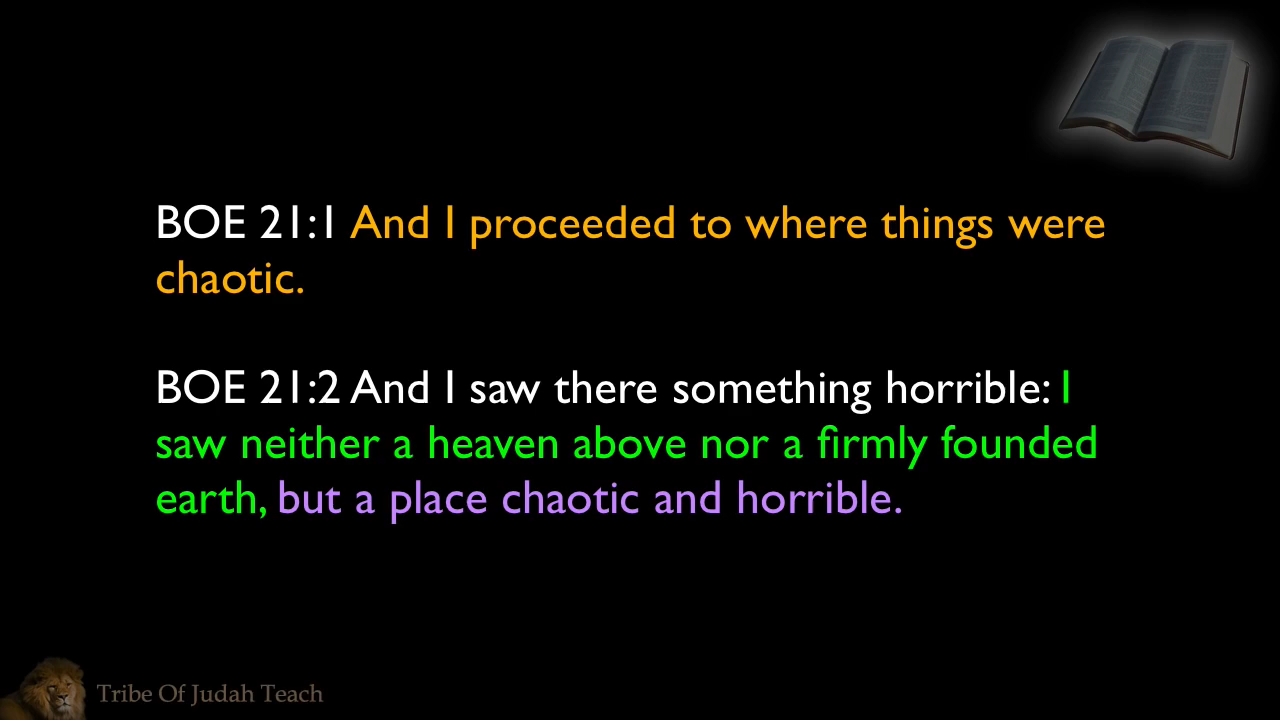 BOE 21:1 And I proceeded to where things were
chaotic.
BOE 21:2 And I saw there something horrible: I
saw neither a heaven above nor a firmly founded
earth, but a place chaotic and horrible.
Tribe Of Judah Teach